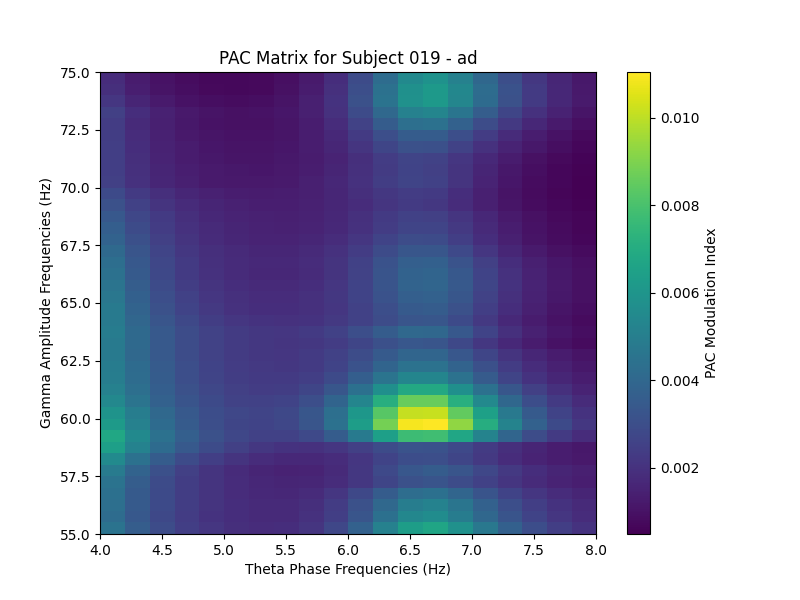 PAC Matrix for Subject 019 - ad
75.0
72.5
70.0
67.5
65.0
62.5
60.0
57.5
55.0
Gamma Amplitude Frequencies (Hz)
4.0 4.5 5.0 5.5 6.0 6.5 7.0 7.5 8.0
Theta Phase Frequencies (Hz)
0.010
0.008
0.006
0.004
0.002
PAC Modulation Index